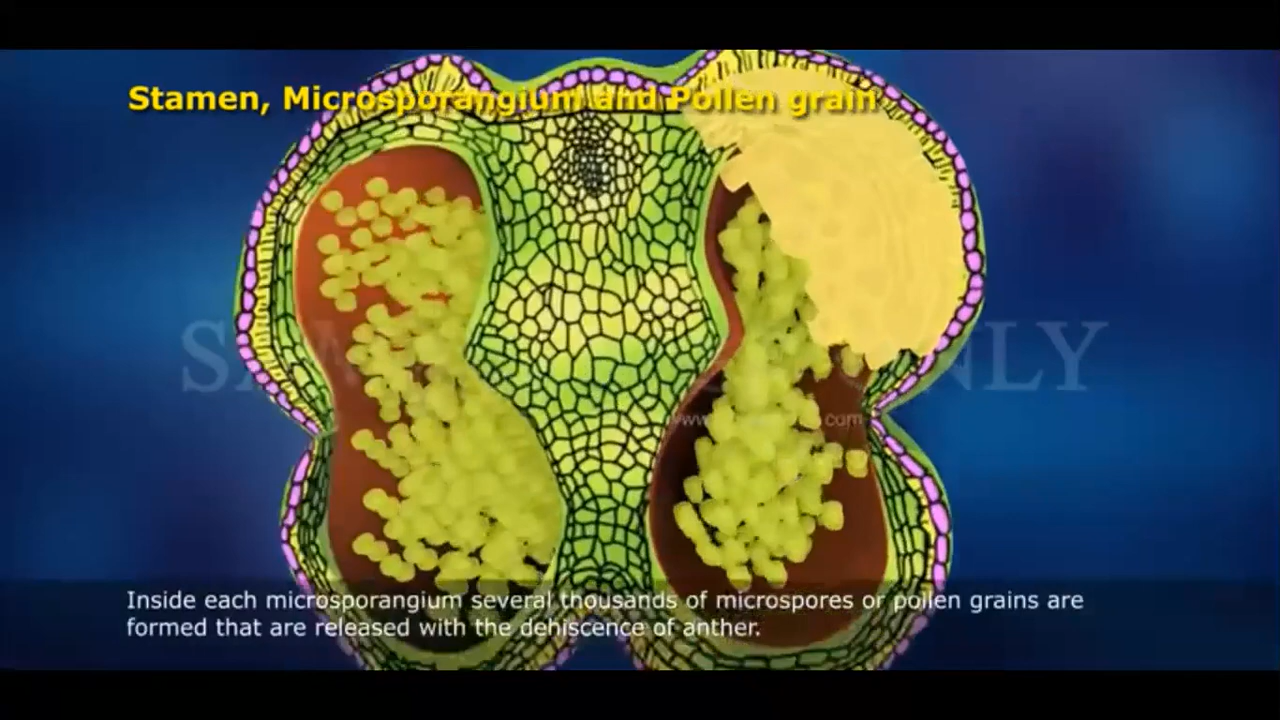 Stamen, Microsporangium and Pollen grain
Inside each microsporangium several thousands of microspores or pollen grains are
formed that are released with the dehiscence of anther.